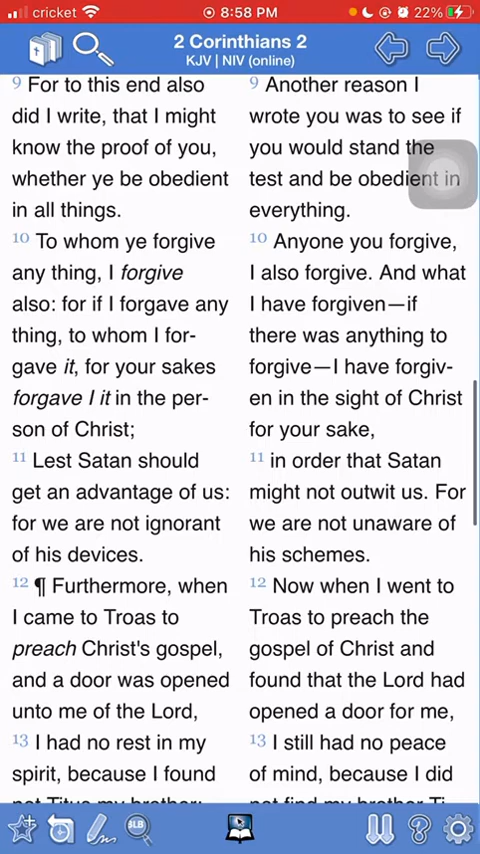 cricket 8:58 PM 22%
2 Corinthians 2
KJV | NIV (online)
9 For to this end also
did I write, that I might
know the proof of you,
whether ye be obedient
in all things.
10 To whom ye forgive
any thing, I forgive
also: for if I forgave any
thing, to whom I for-
gave it, for your sakes
forgave I it in the per-
son of Christ;
11 Lest Satan should
get an advantage of us:
for we are not ignorant
of his devices.
12 ¶ Furthermore, when
I came to Troas to
preach Christ's gospel,
and a door was opened
unto me of the Lord,
13 I had no rest in my
spirit, because I found
not Titus my brother:
9 Another reason I
wrote you was to see if
you would stand the
test and be obedient in
everything.
10 Anyone you forgive,
I also forgive. And what
I have forgiven—if
there was anything to
forgive—I have forgiv-
en in the sight of Christ
for your sake,
11 in order that Satan
might not outwit us. For
we are not unaware of
his schemes.
12 Now when I went to
Troas to preach the
gospel of Christ and
found that the Lord had
opened a door for me,
13 I still had no peace
of mind, because I did
not find my brother Ti-
BLB